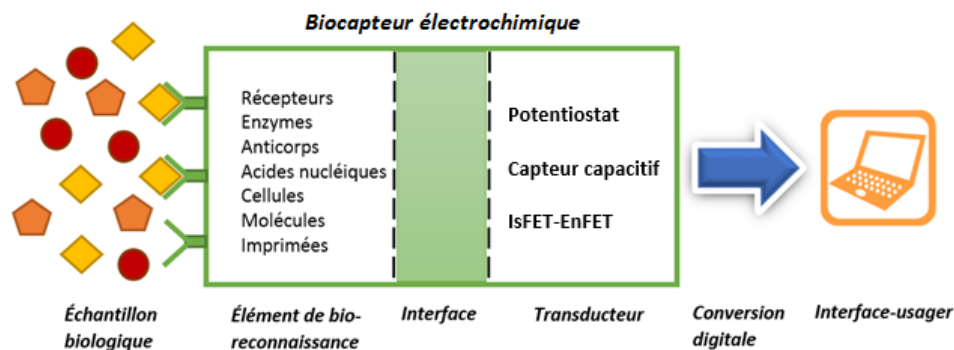 Biocapteur électrochimique
Récepteurs
Enzymes
Anticorps
Acides nucléiques
Cellules
Molécules
Imprimées
Potentiostat
Capteur capacitif
IsFET-EnFET
Échantillon
biologique
Élément de bio-
reconnaissance
Interface
Transducteur
Conversion
digitale
Interface-usager